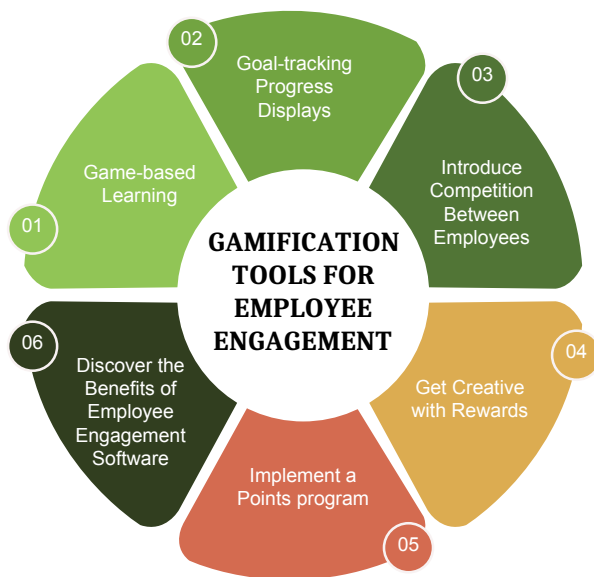 GAMIFICATION
TOOLS FOR
EMPLOYEE
ENGAGEMENT
01
Game-based
Learning
02
Goal-tracking
Progress
Displays
03
Introduce
Competition
Between
Employees
04
Get Creative
with Rewards
05
Implement a
Points program
06
Discover the
Benefits of
Employee
Engagement
Software